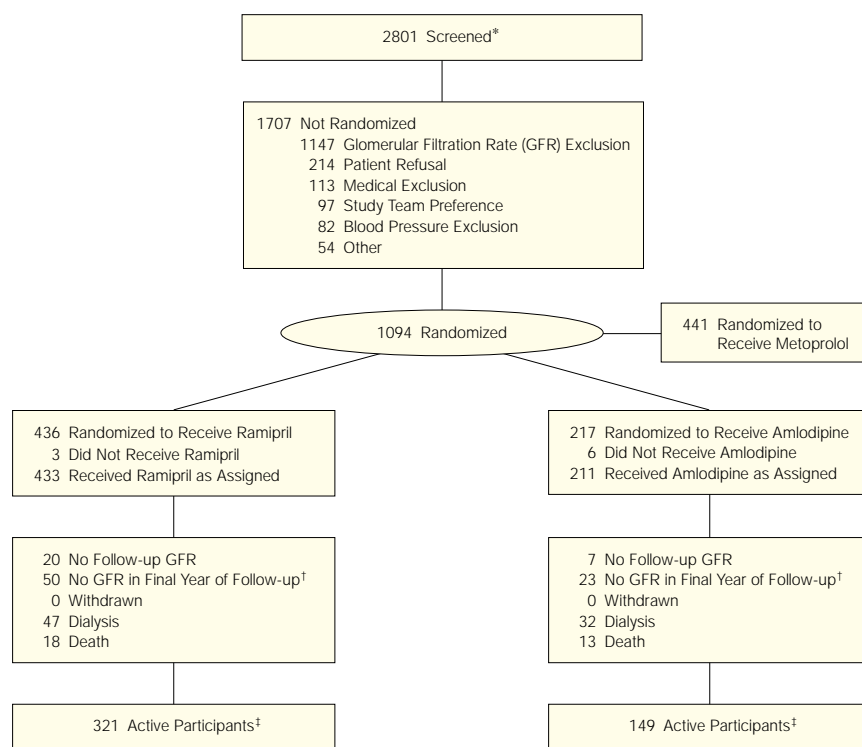 2801 Screened*
1707 Not Randomized
1147 Glomerular Filtration Rate (GFR) Exclusion
214 Patient Refusal
113 Medical Exclusion
97 Study Team Preference
82 Blood Pressure Exclusion
54 Other
1094 Randomized
441 Randomized to
Receive Metoprolol
436 Randomized to Receive Ramipril
3 Did Not Receive Ramipril
433 Received Ramipril as Assigned
217 Randomized to Receive Amlodipine
6 Did Not Receive Amlodipine
211 Received Amlodipine as Assigned
20 No Follow-up GFR
50 No GFR in Final Year of Follow-up†
0 Withdrawn
47 Dialysis
18 Death
7 No Follow-up GFR
23 No GFR in Final Year of Follow-up†
0 Withdrawn
32 Dialysis
13 Death
321 Active Participants‡
149 Active Participants‡